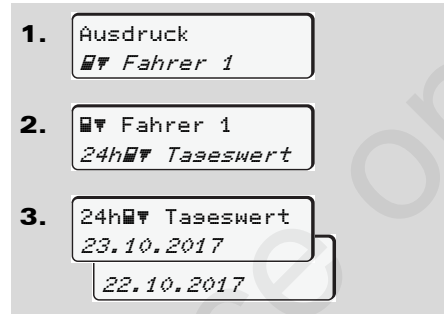 1. Ausdruck
🖪▼ Fahrer 1
2. 🖪▼ Fahrer 1
24h🖪▼ Tageswert
3. 24h🖪▼ Tageswert
23.10.2017
22.10.2017